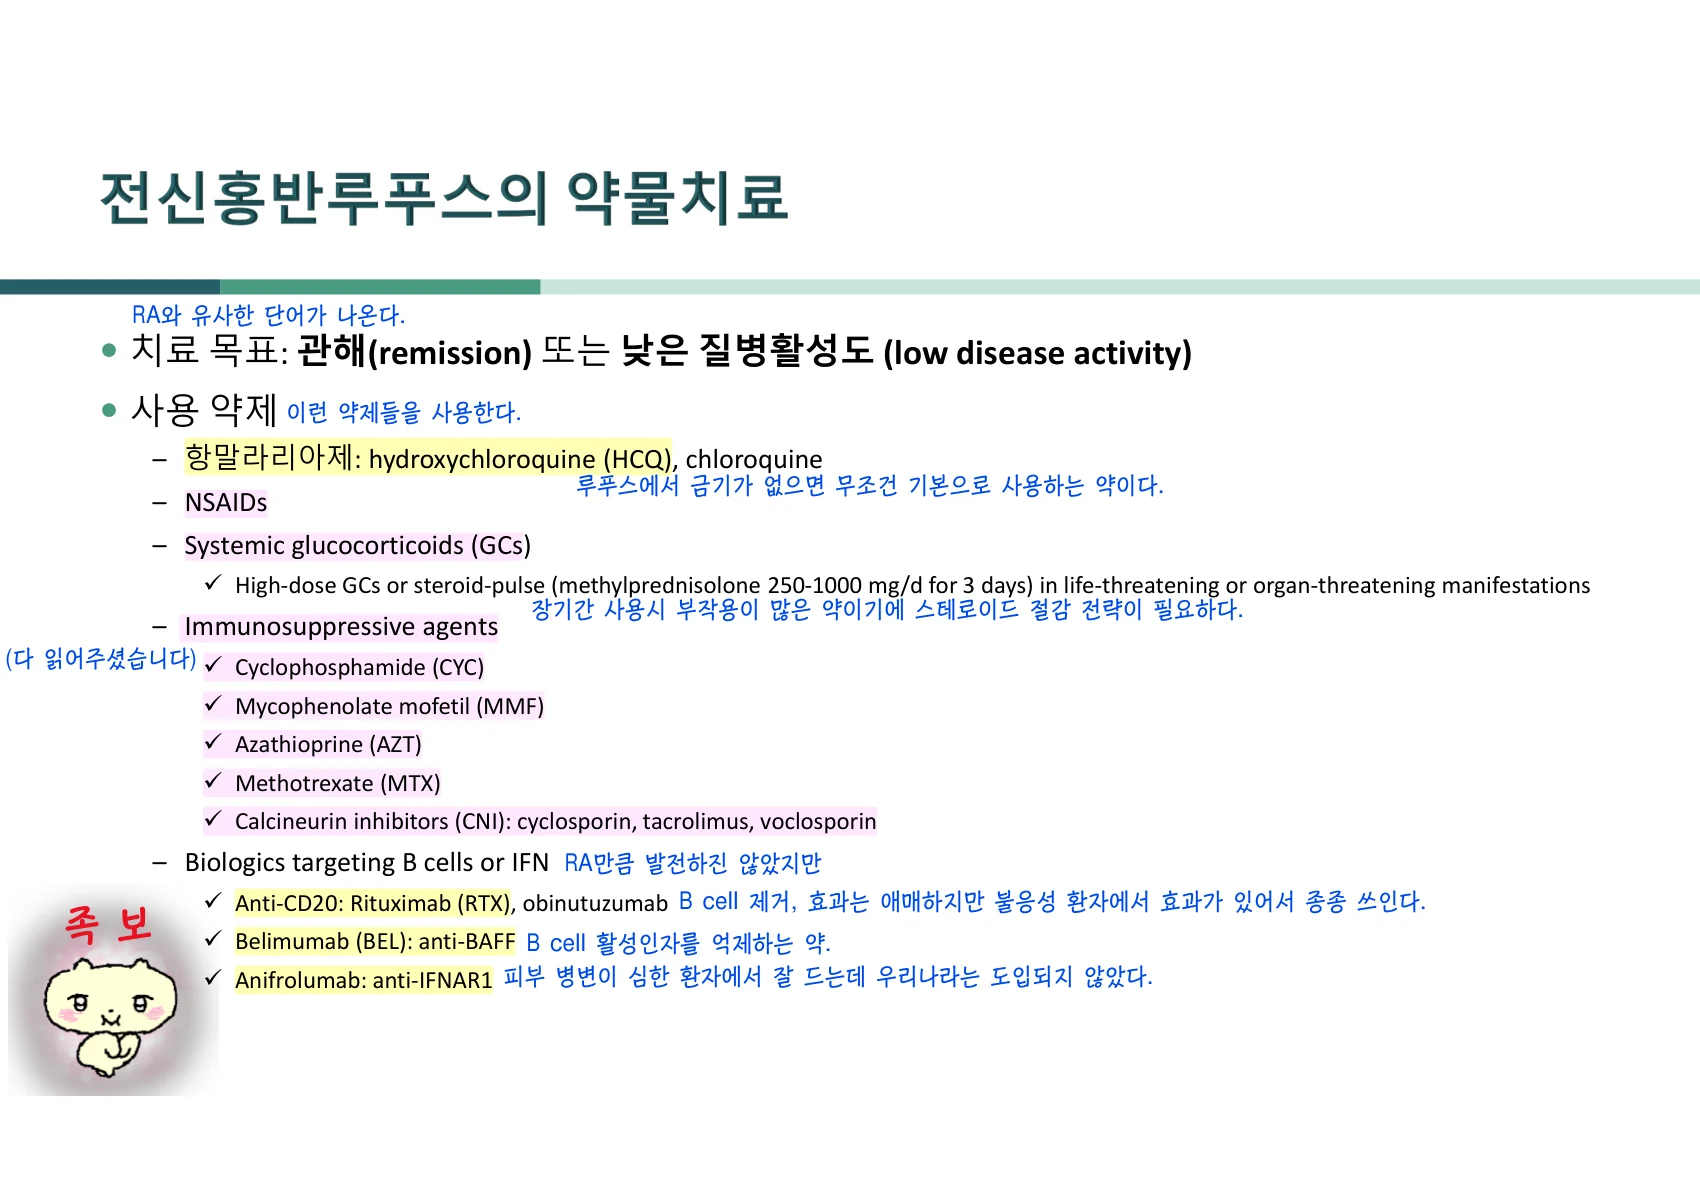 전신홍반루푸스의 약물치료
RA와 유사한 단어가 나온다.
● 치료 목표: 관해(remission) 또는 낮은 질병활성도 (low disease activity)
● 사용 약제 이런 약제들을 사용한다.
– 항말라리아제: hydroxychloroquine (HCQ), chloroquine
루푸스에서 금기가 없으면 무조건 기본으로 사용하는 약이다.
– NSAIDs
– Systemic glucocorticoids (GCs)
✓ High-dose GCs or steroid-pulse (methylprednisolone 250-1000 mg/d for 3 days) in life-threatening or organ-threatening manifestations
장기간 사용시 부작용이 많은 약이기에 스테로이드 절감 전략이 필요하다.
– Immunosuppressive agents
(다 읽어주셨습니다)
✓ Cyclophosphamide (CYC)
✓ Mycophenolate mofetil (MMF)
✓ Azathioprine (AZT)
✓ Methotrexate (MTX)
✓ Calcineurin inhibitors (CNI): cyclosporin, tacrolimus, voclosporin
– Biologics targeting B cells or IFN RA만큼 발전하진 않았지만
✓ Anti-CD20: Rituximab (RTX), obinutuzumab B cell 제거, 효과는 애매하지만 불응성 환자에서 효과가 있어서 종종 쓰인다.
✓ Belimumab (BEL): anti-BAFF B cell 활성인자를 억제하는 약.
✓ Anifrolumab: anti-IFNAR1 피부 병변이 심한 환자에서 잘 드는데 우리나라는 도입되지 않았다.
족보